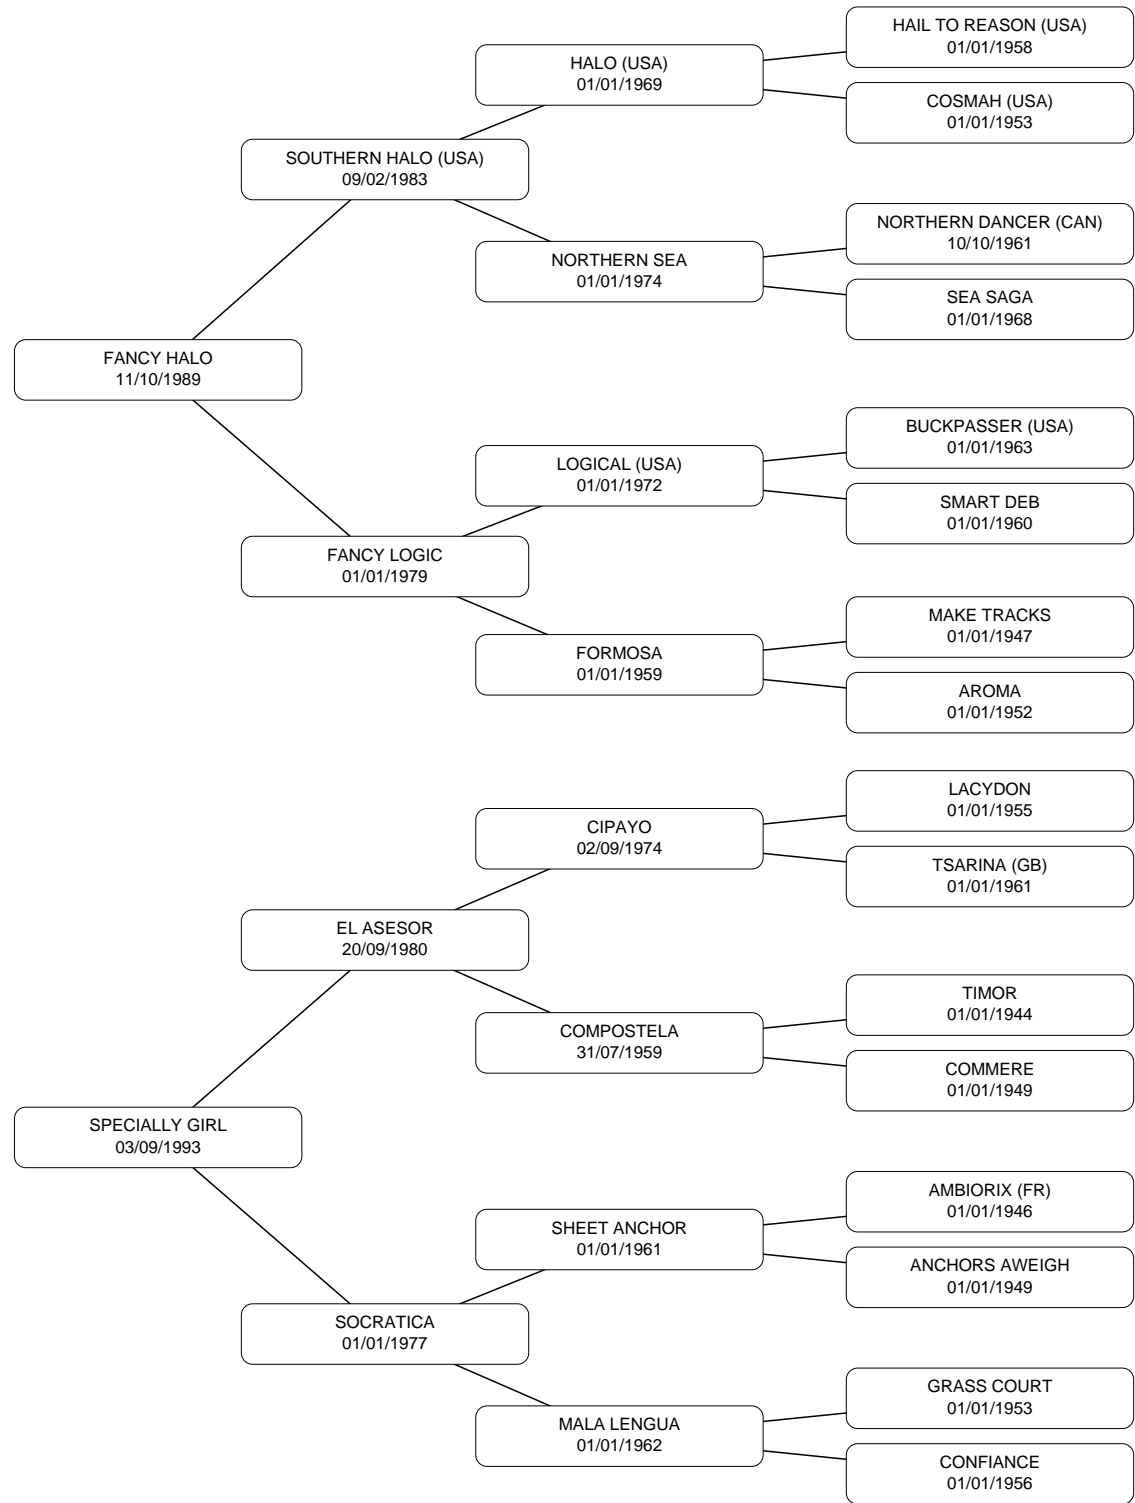 HAIL TO REASON (USA)
01/01/1958
HALO (USA)
01/01/1969
COSMAH (USA)
01/01/1953
SOUTHERN HALO (USA)
09/02/1983
NORTHERN DANCER (CAN)
10/10/1961
NORTHERN SEA
01/01/1974
SEA SAGA
01/01/1968
FANCY HALO
11/10/1989
BUCKPASSER (USA)
01/01/1963
LOGICAL (USA)
01/01/1972
SMART DEB
01/01/1960
FANCY LOGIC
01/01/1979
MAKE TRACKS
01/01/1947
FORMOSA
01/01/1959
AROMA
01/01/1952
LACYDON
01/01/1955
CIPAYO
02/09/1974
TSARINA (GB)
01/01/1961
EL ASESOR
20/09/1980
TIMOR
01/01/1944
COMPOSTELA
31/07/1959
COMMERE
01/01/1949
SPECIALLY GIRL
03/09/1993
AMBIORIX (FR)
01/01/1946
SHEET ANCHOR
01/01/1961
ANCHORS AWEIGH
01/01/1949
SOCRATICA
01/01/1977
GRASS COURT
01/01/1953
MALA LENGUA
01/01/1962
CONFIANCE
01/01/1956